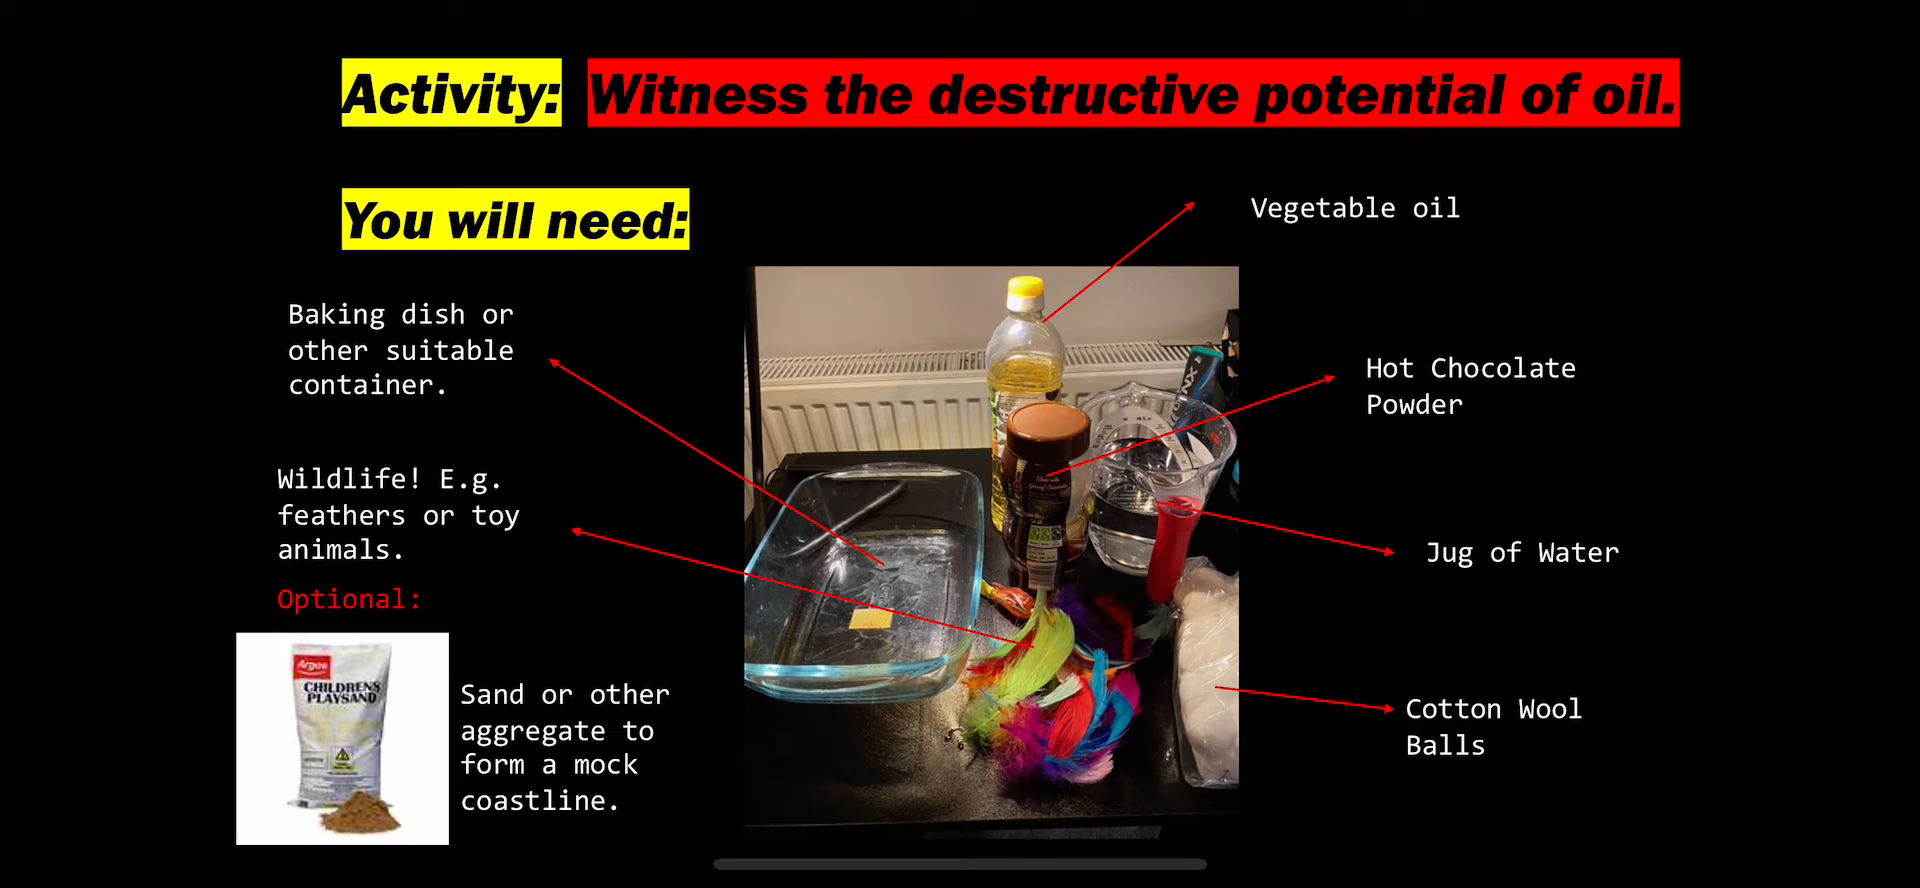 Activity: Witness the destructive potential of oil.
You will need:
Vegetable oil
Baking dish or
other suitable
container.
Hot Chocolate
Powder
Wildlife! E.g.
feathers or toy
animals.
Jug of Water
Optional:
Argos
CHILDREN'S
PLAYSAND
Sand or other
aggregate to
form a mock
coastline.
Cotton Wool
Balls